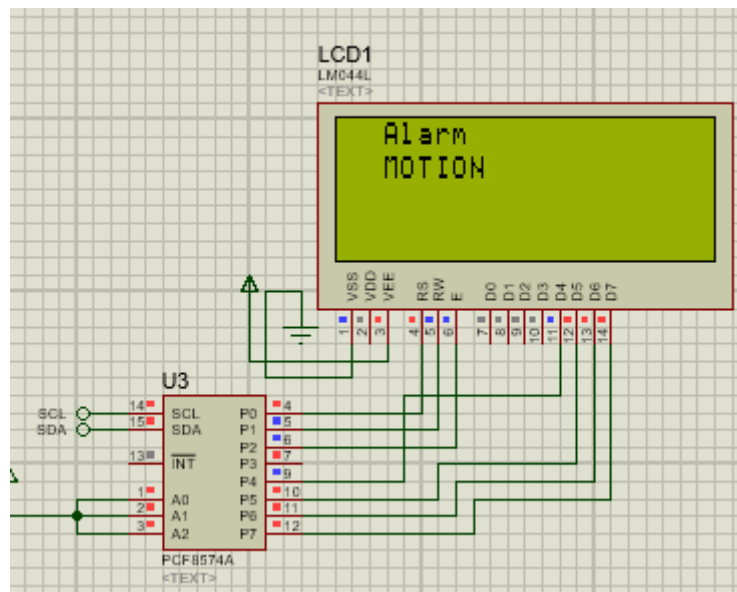 LCD1
LM044L
<TEXT>
Alarm
MOTION
VSS VDD VEE RS RW E D0 D1 D2 D3 D4 D5 D6 D7
1 2 3 4 5 6 7 8 9 10 11 12 13 14
U3
14 SCL P0 4
SCL
15 SDA P1 5
SDA
P2 6
13 INT P3 7
P4 9
1 A0 P5 10
2 A1 P6 11
3 A2 P7 12
PCF8574A
<TEXT>